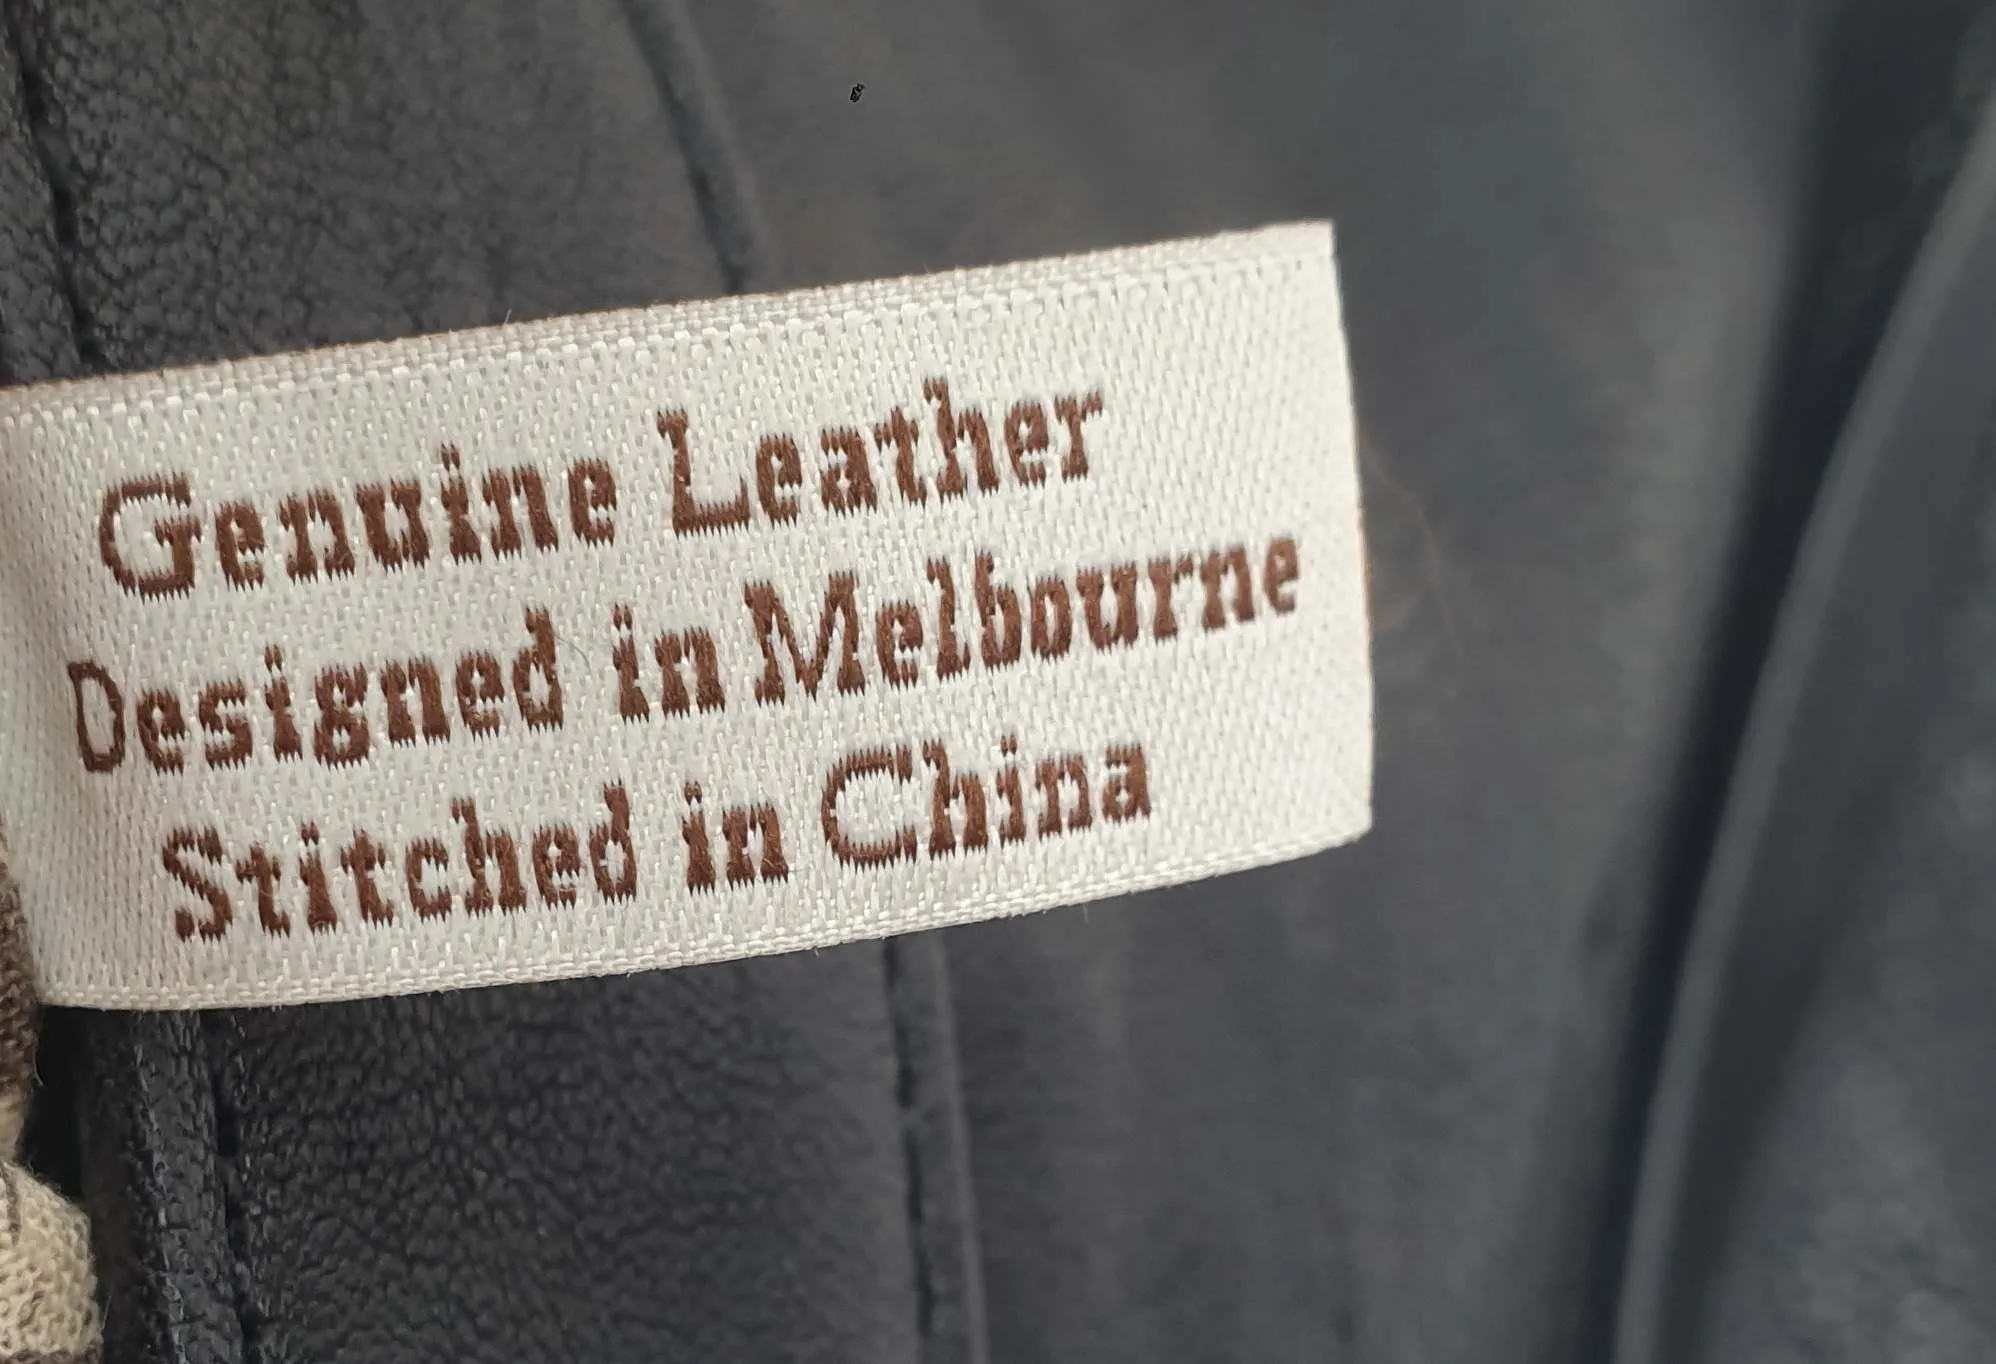 Genuine Leather
Designed in Melbourne
Stitched in China